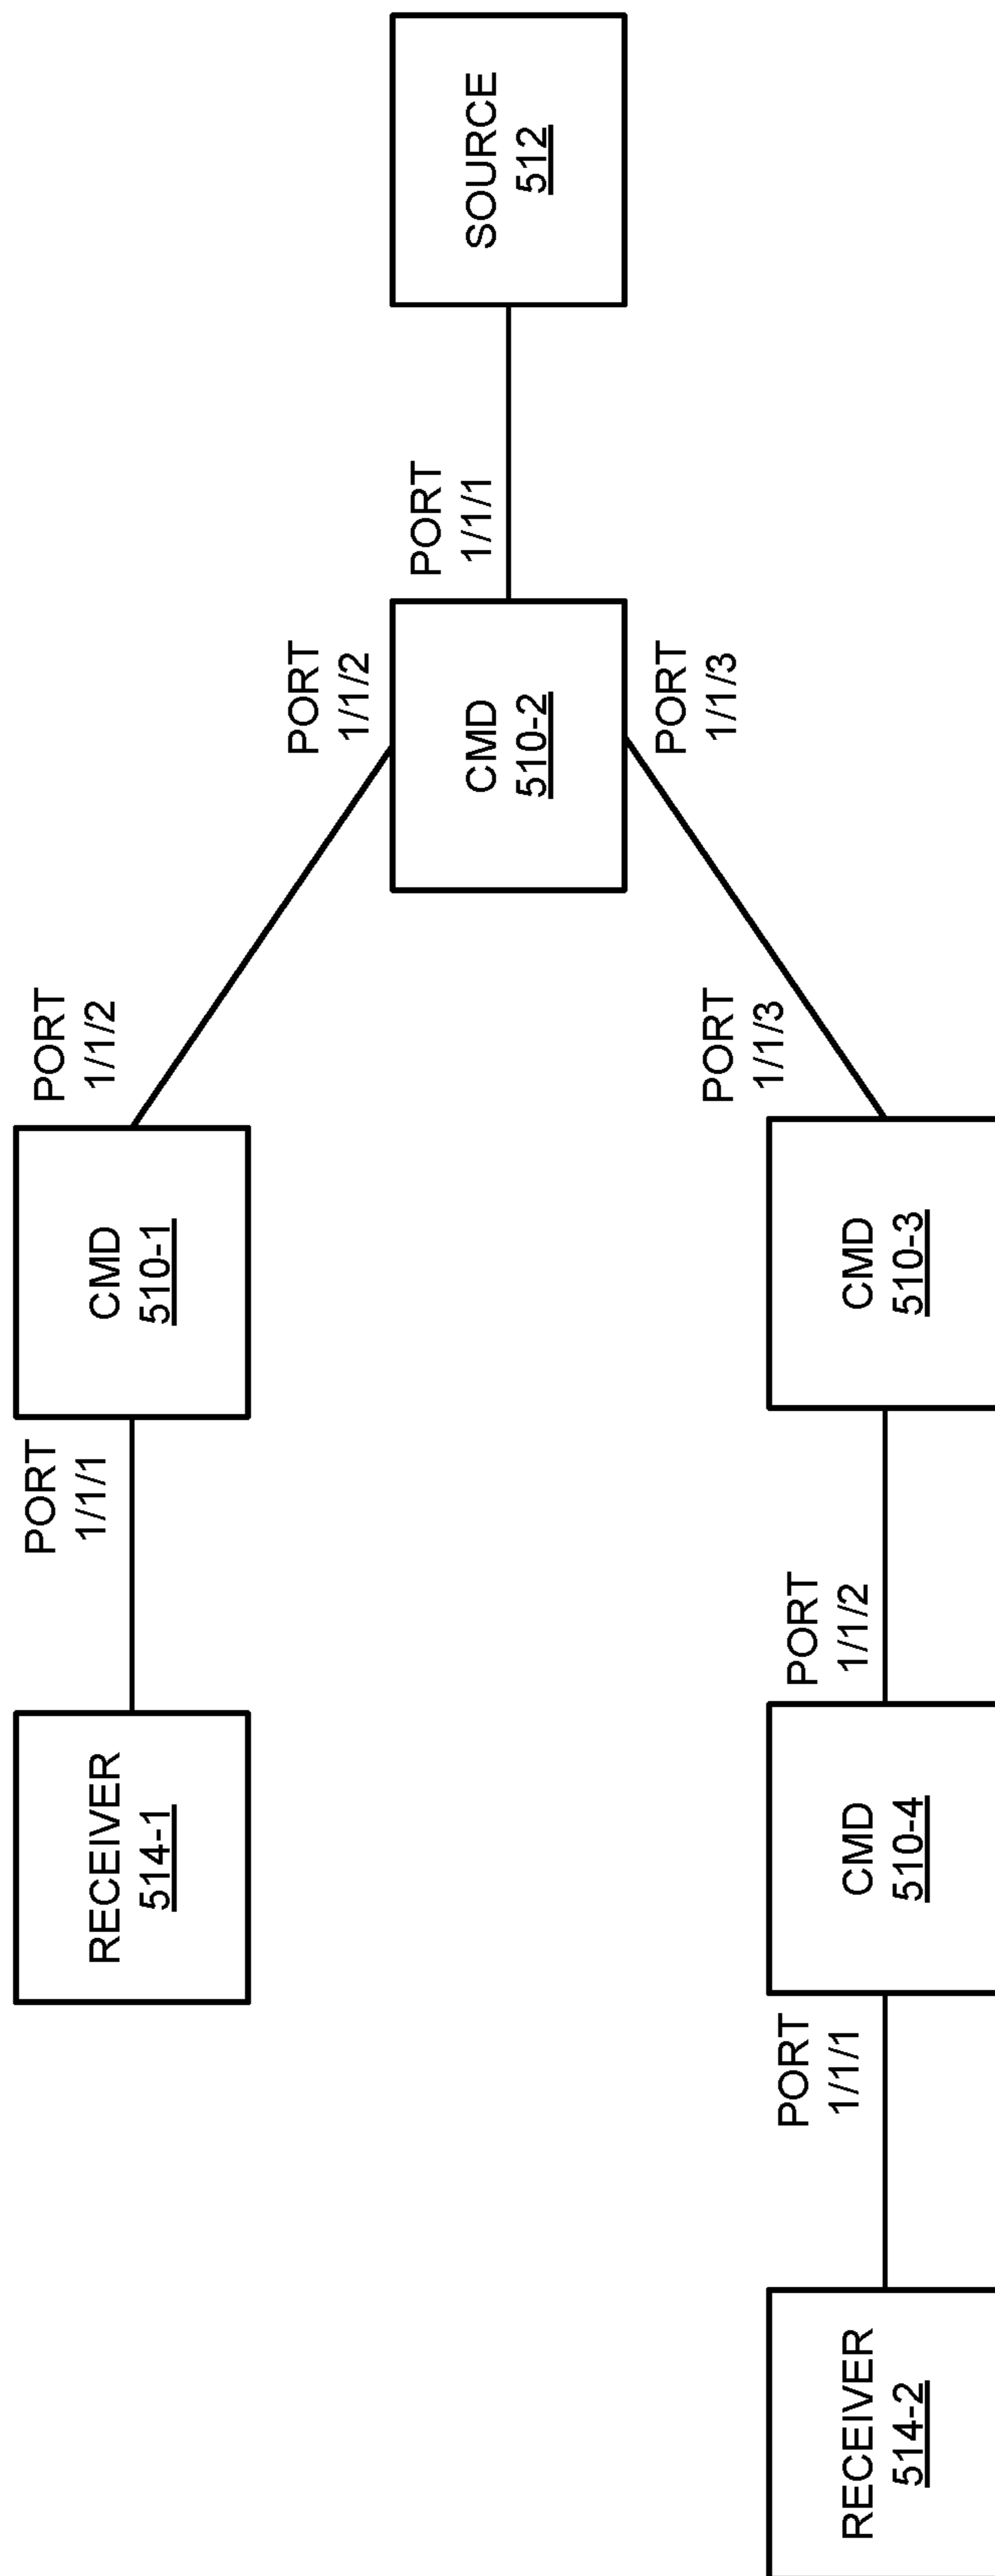 RECEIVER
514-1
PORT
1/1/1
CMD
510-1
PORT
1/1/2
PORT
1/1/2
CMD
510-2
PORT
1/1/1
SOURCE
512
PORT
1/1/3
PORT
1/1/3
RECEIVER
514-2
PORT
1/1/1
CMD
510-4
PORT
1/1/2
CMD
510-3